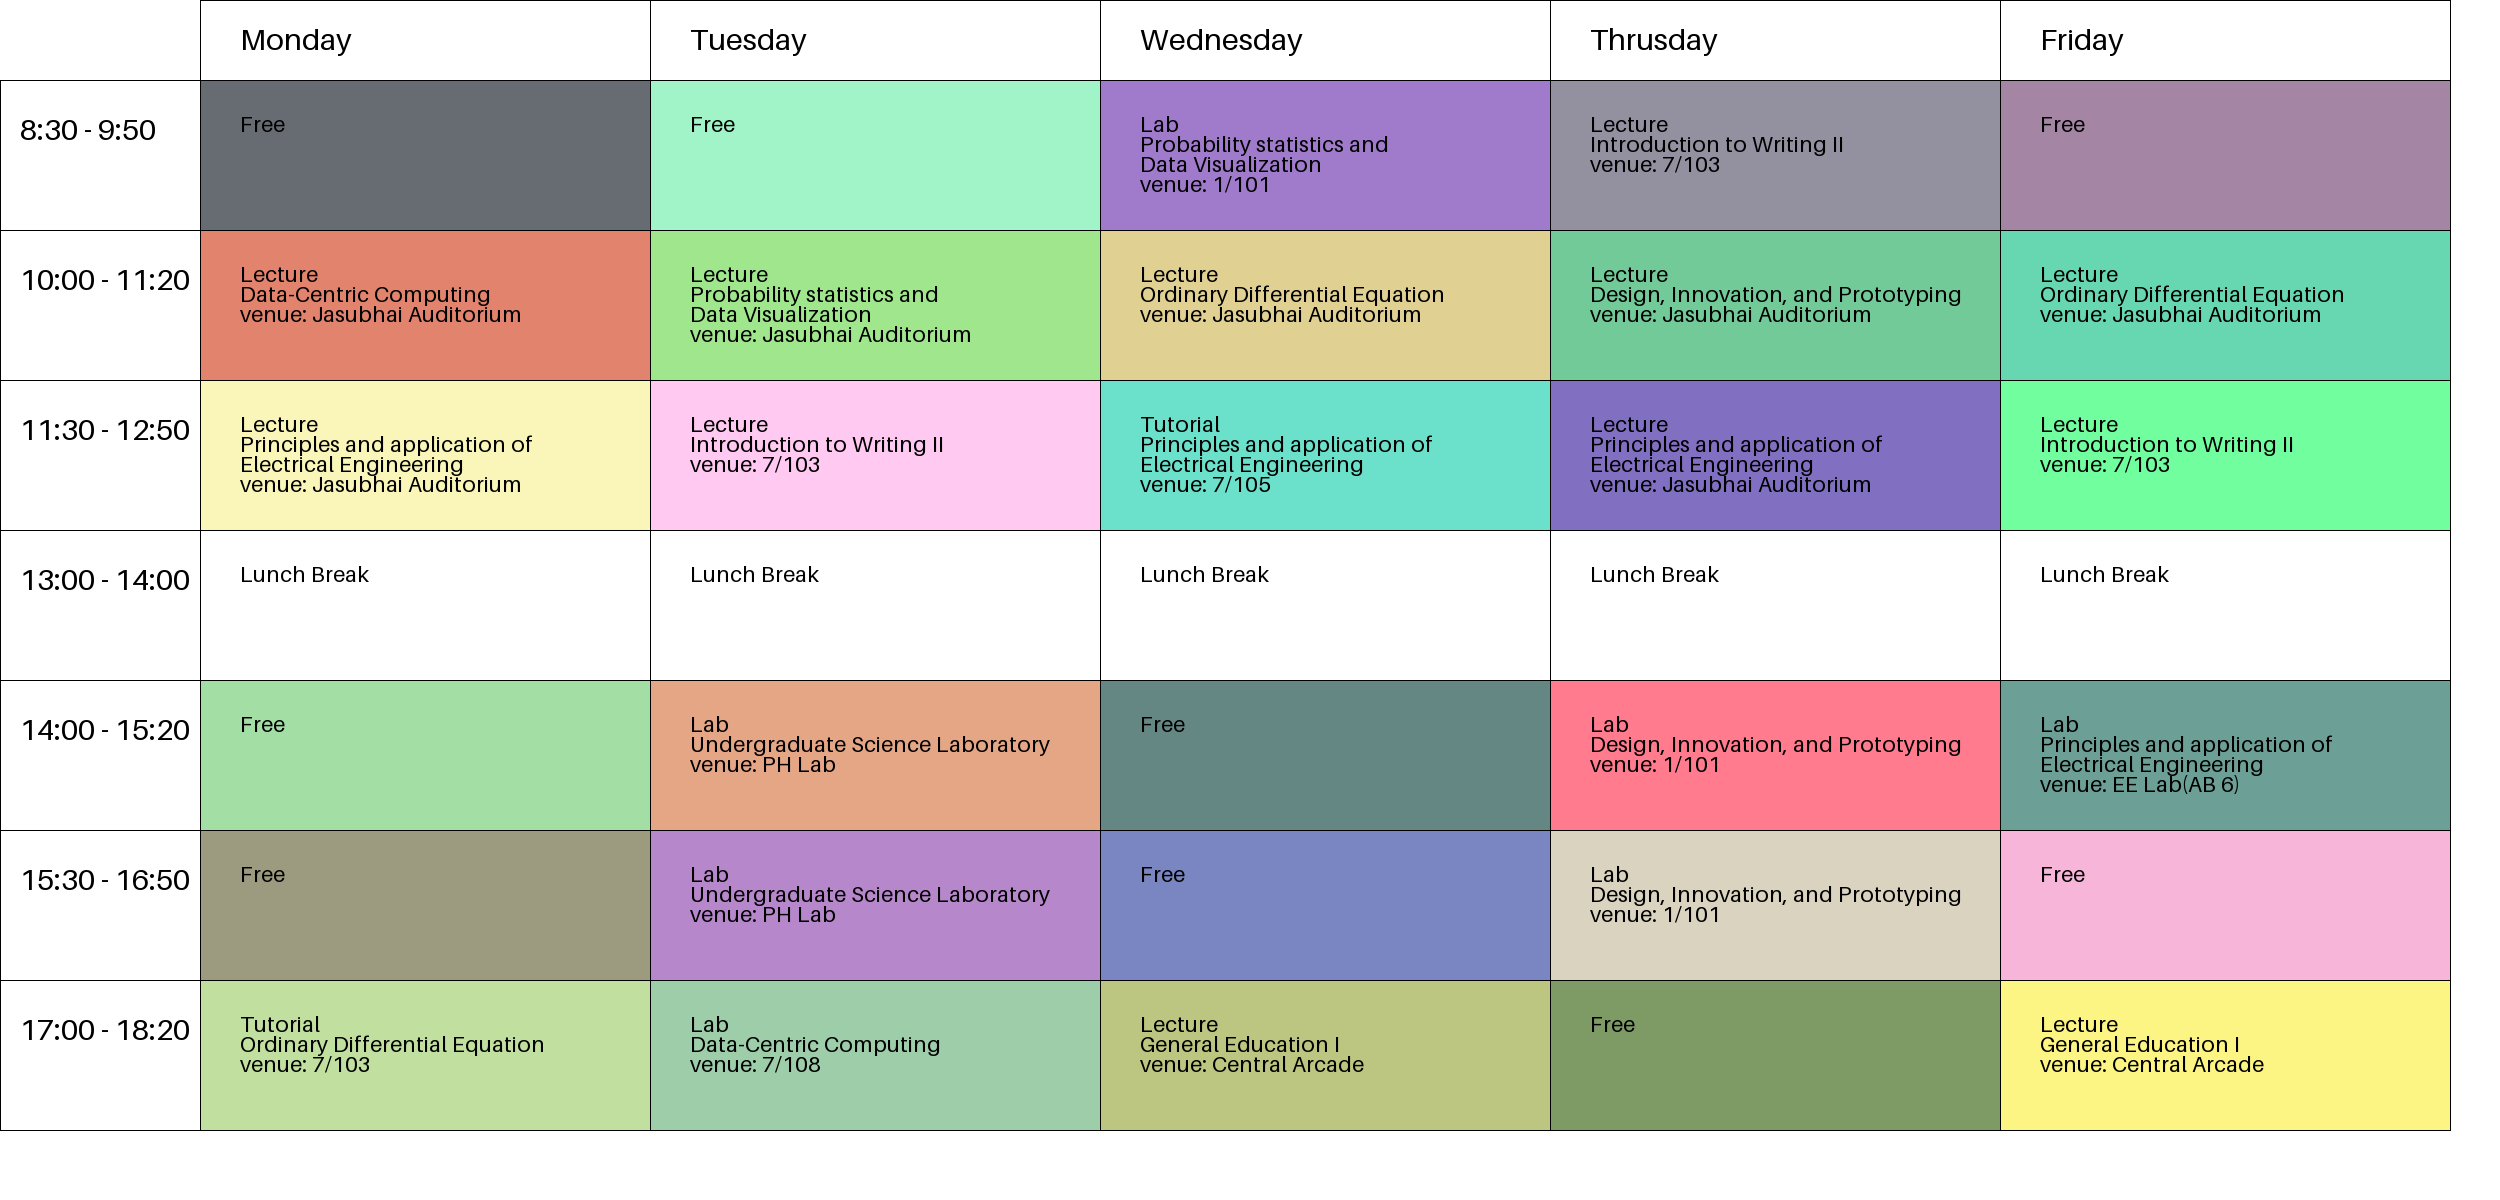 Monday
Tuesday
Wednesday
Thrusday
Friday
8:30 - 9:50
Free
Free
Lab
Probability statistics and
Data Visualization
venue: 1/101
Lecture
Introduction to Writing II
venue: 7/103
Free
10:00 - 11:20
Lecture
Data-Centric Computing
venue: Jasubhai Auditorium
Lecture
Probability statistics and
Data Visualization
venue: Jasubhai Auditorium
Lecture
Ordinary Differential Equation
venue: Jasubhai Auditorium
Lecture
Design, Innovation, and Prototyping
venue: Jasubhai Auditorium
Lecture
Ordinary Differential Equation
venue: Jasubhai Auditorium
11:30 - 12:50
Lecture
Principles and application of
Electrical Engineering
venue: Jasubhai Auditorium
Lecture
Introduction to Writing II
venue: 7/103
Tutorial
Principles and application of
Electrical Engineering
venue: 7/105
Lecture
Principles and application of
Electrical Engineering
venue: Jasubhai Auditorium
Lecture
Introduction to Writing II
venue: 7/103
13:00 - 14:00
Lunch Break
Lunch Break
Lunch Break
Lunch Break
Lunch Break
14:00 - 15:20
Free
Lab
Undergraduate Science Laboratory
venue: PH Lab
Free
Lab
Design, Innovation, and Prototyping
venue: 1/101
Lab
Principles and application of
Electrical Engineering
venue: EE Lab(AB 6)
15:30 - 16:50
Free
Lab
Undergraduate Science Laboratory
venue: PH Lab
Free
Lab
Design, Innovation, and Prototyping
venue: 1/101
Free
17:00 - 18:20
Tutorial
Ordinary Differential Equation
venue: 7/103
Lab
Data-Centric Computing
venue: 7/108
Lecture
General Education I
venue: Central Arcade
Free
Lecture
General Education I
venue: Central Arcade